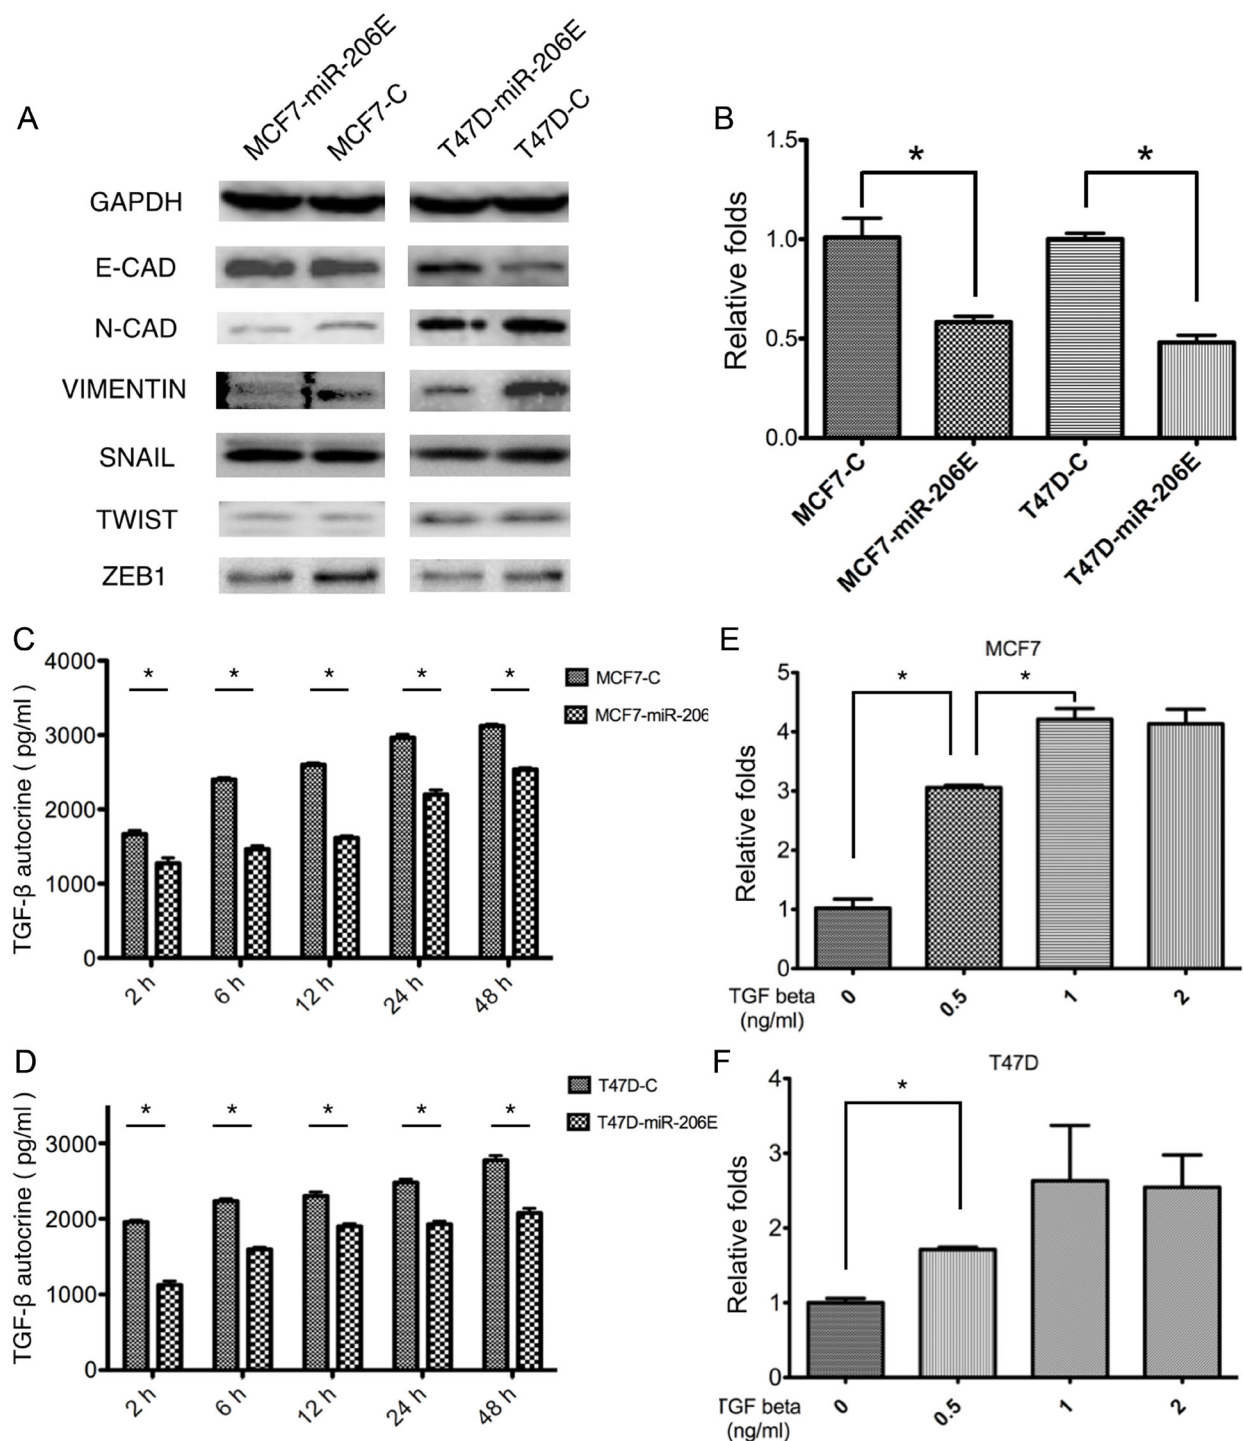 A
MCF7-miR-206E
MCF7-C
T47D-miR-206E
T47D-C
GAPDH
E-CAD
N-CAD
VIMENTIN
SNAIL
TWIST
ZEB1
B
Relative folds
1.5
1.0
0.5
0.0
*
*
MCF7-C
MCF7-miR-206E
T47D-C
T47D-miR-206E
C
TGF-β autocrine ( pg/ml )
4000
3000
2000
1000
0
* * * * *
2 h
6 h
12 h
24 h
48 h
MCF7-C
MCF7-miR-206
D
TGF-β autocrine ( pg/ml )
3000
2000
1000
0
* * * * *
2 h
6 h
12 h
24 h
48 h
T47D-C
T47D-miR-206E
E
MCF7
Relative folds
5
4
3
2
1
0
* *
TGF beta
(ng/ml)
0
0.5
1
2
F
T47D
Relative folds
4
3
2
1
0
*
TGF beta
(ng/ml)
0
0.5
1
2